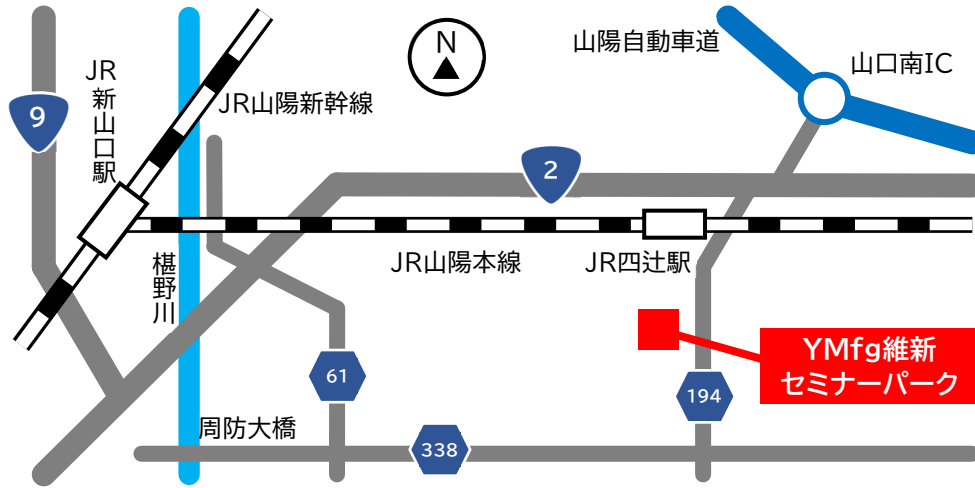 N
山陽自動車道
山口南IC
JR新山口駅
JR山陽新幹線
9
2
椹野川
JR山陽本線
JR四辻駅
YMfg維新
セミナーパーク
61
194
周防大橋
338